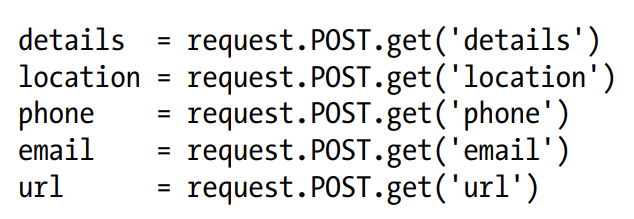 details  = request.POST.get('details')
location = request.POST.get('location')
phone    = request.POST.get('phone')
email    = request.POST.get('email')
url      = request.POST.get('url')